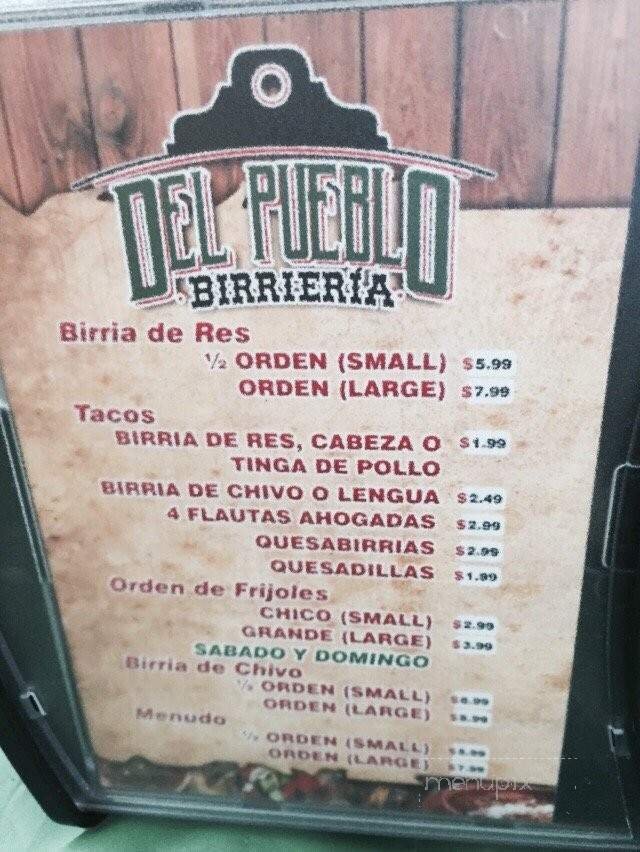 DEL PUEBLO
BIRRIERÍA
Birria de Res
½ ORDEN (SMALL) $5.99
ORDEN (LARGE) $7.99
Tacos
BIRRIA DE RES, CABEZA O $1.99
TINGA DE POLLO
BIRRIA DE CHIVO O LENGUA $2.49
4 FLAUTAS AHOGADAS $2.99
QUESABIRRIAS $2.99
QUESADILLAS $1.99
Orden de Frijoles
CHICO (SMALL) $2.99
GRANDE (LARGE) $3.99
SABADO Y DOMINGO
Birria de Chivo
½ ORDEN (SMALL)
ORDEN (LARGE)
Menudo
½ ORDEN (SMALL)
ORDEN (LARGE)
menupix